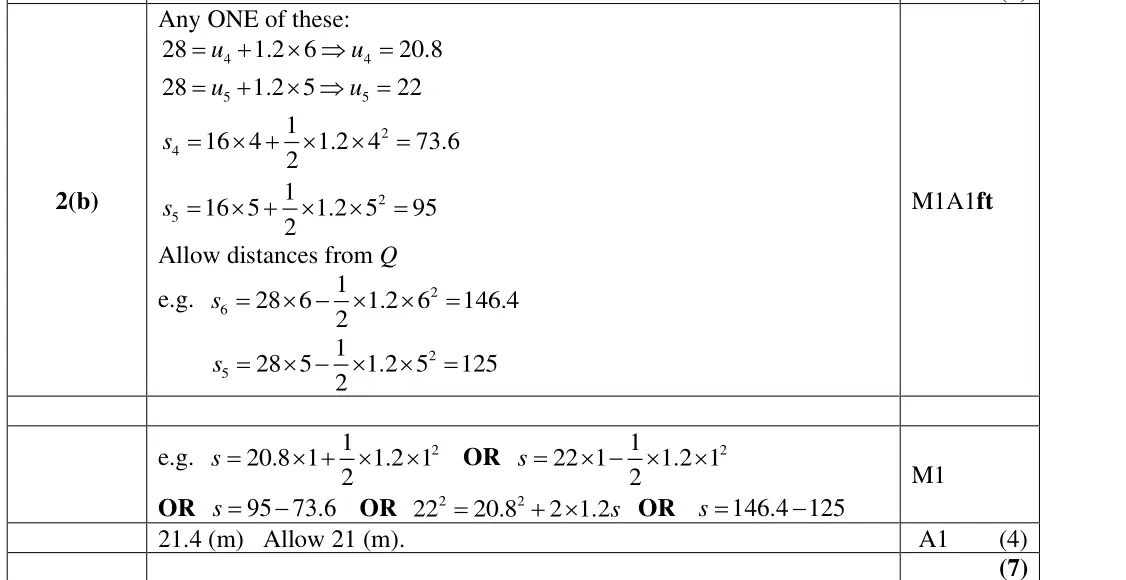 Any ONE of these:
28 = u₄ + 1.2 × 6 ⇒ u₄ = 20.8
28 = u₅ + 1.2 × 5 ⇒ u₅ = 22
s₄ = 16 × 4 + 1/2 × 1.2 × 4² = 73.6
2(b)
s₅ = 16 × 5 + 1/2 × 1.2 × 5² = 95
M1A1ft
Allow distances from Q
e.g. s₆ = 28 × 6 − 1/2 × 1.2 × 6² = 146.4
s₅ = 28 × 5 − 1/2 × 1.2 × 5² = 125
e.g. s = 20.8 × 1 + 1/2 × 1.2 × 1² OR s = 22 × 1 − 1/2 × 1.2 × 1²
M1
OR s = 95 − 73.6 OR 22² = 20.8² + 2 × 1.2s OR s = 146.4 − 125
21.4 (m) Allow 21 (m). A1 (4)
(7)